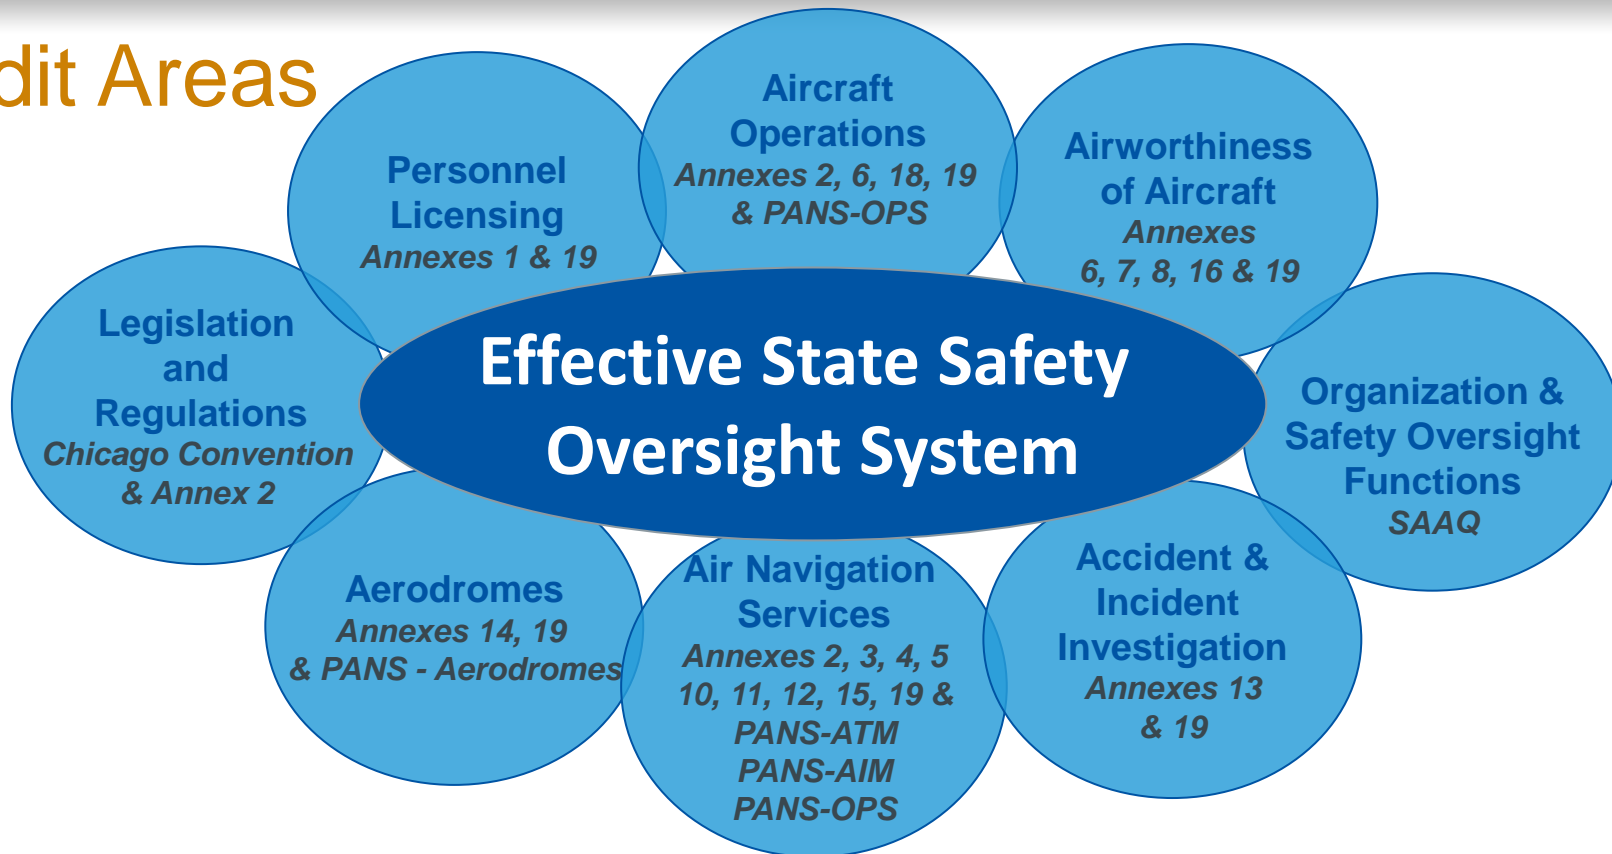 dit Areas
Aircraft
Operations
Annexes 2, 6, 18, 19
& PANS-OPS
Personnel
Licensing
Annexes 1 & 19
Airworthiness
of Aircraft
Annexes
6, 7, 8, 16 & 19
Legislation
and
Regulations
Chicago Convention
& Annex 2
Effective State Safety
Oversight System
Organization &
Safety Oversight
Functions
SAAQ
Aerodromes
Annexes 14, 19
& PANS - Aerodromes
Air Navigation
Services
Annexes 2, 3, 4, 5
10, 11, 12, 15, 19 &
PANS-ATM
PANS-AIM
PANS-OPS
Accident &
Incident
Investigation
Annexes 13
& 19